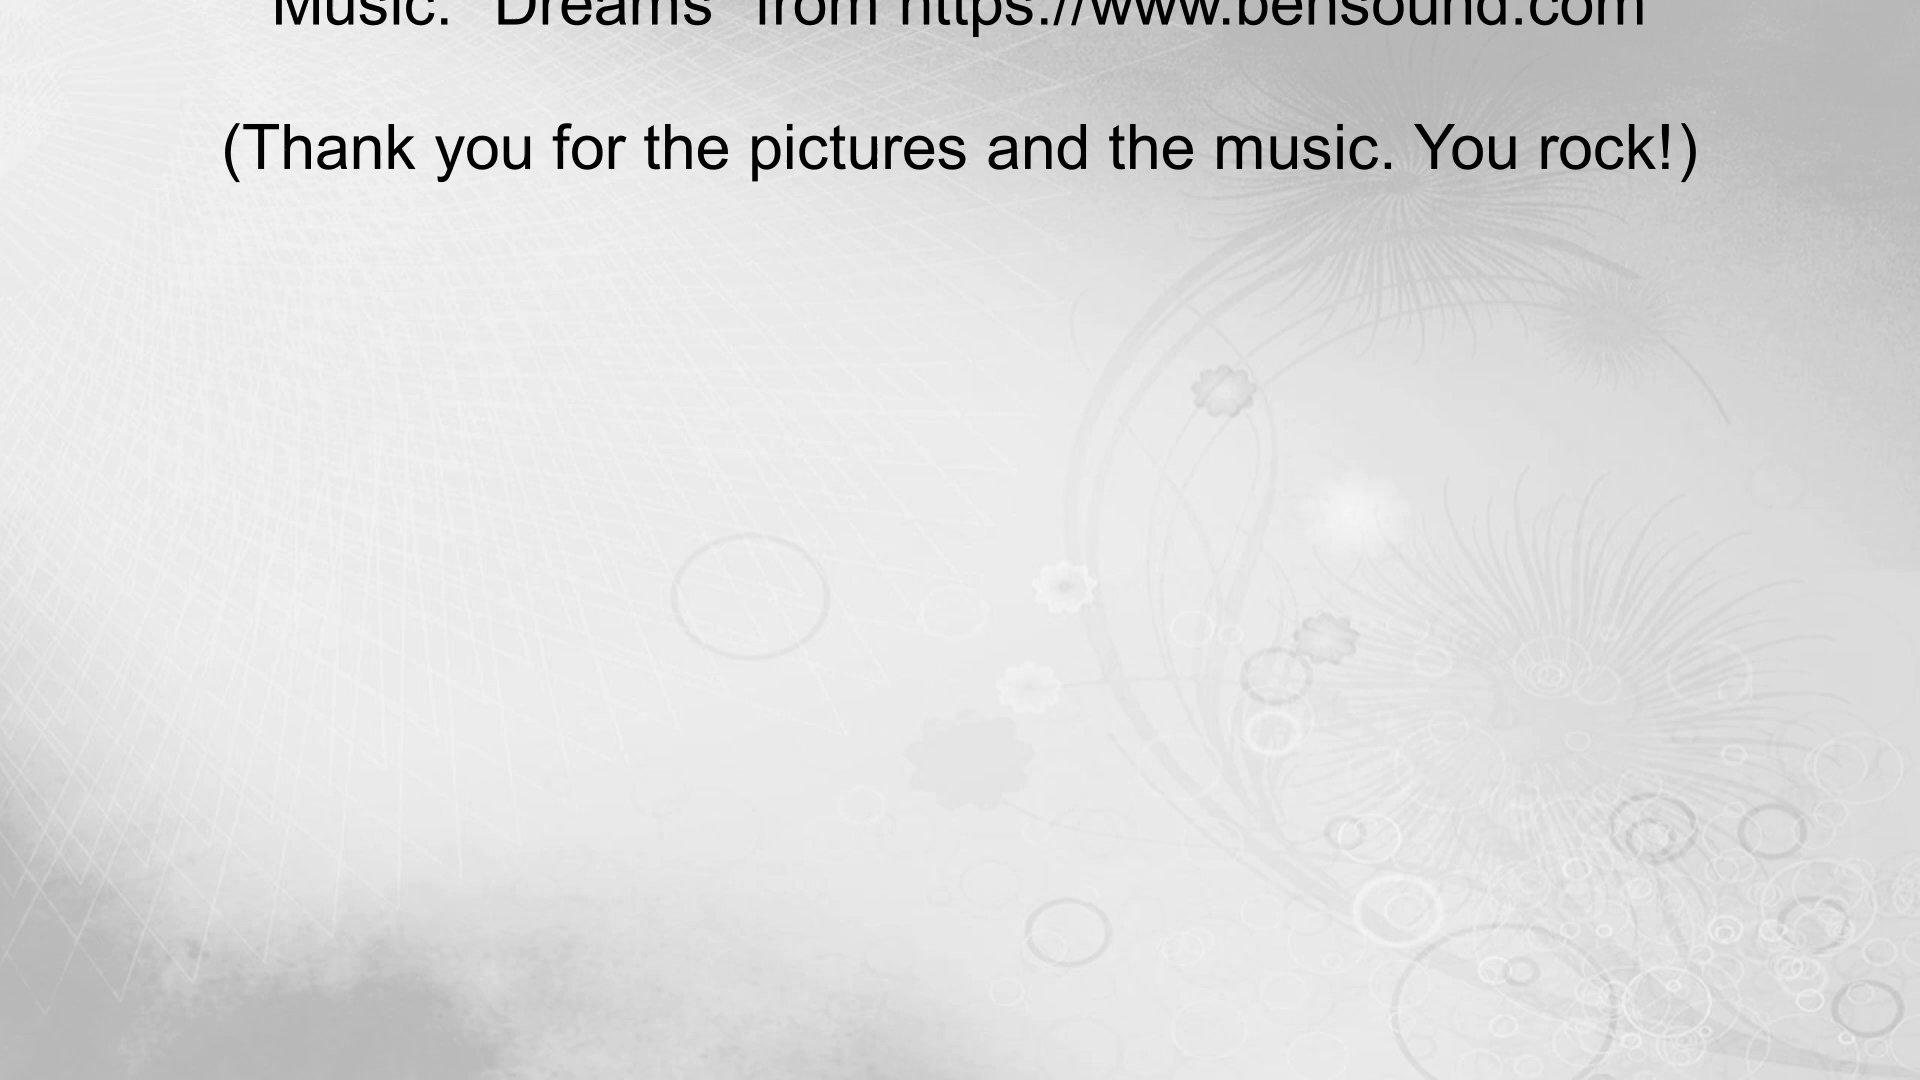 Music: "Dreams" from https://www.bensound.com
(Thank you for the pictures and the music. You rock!)